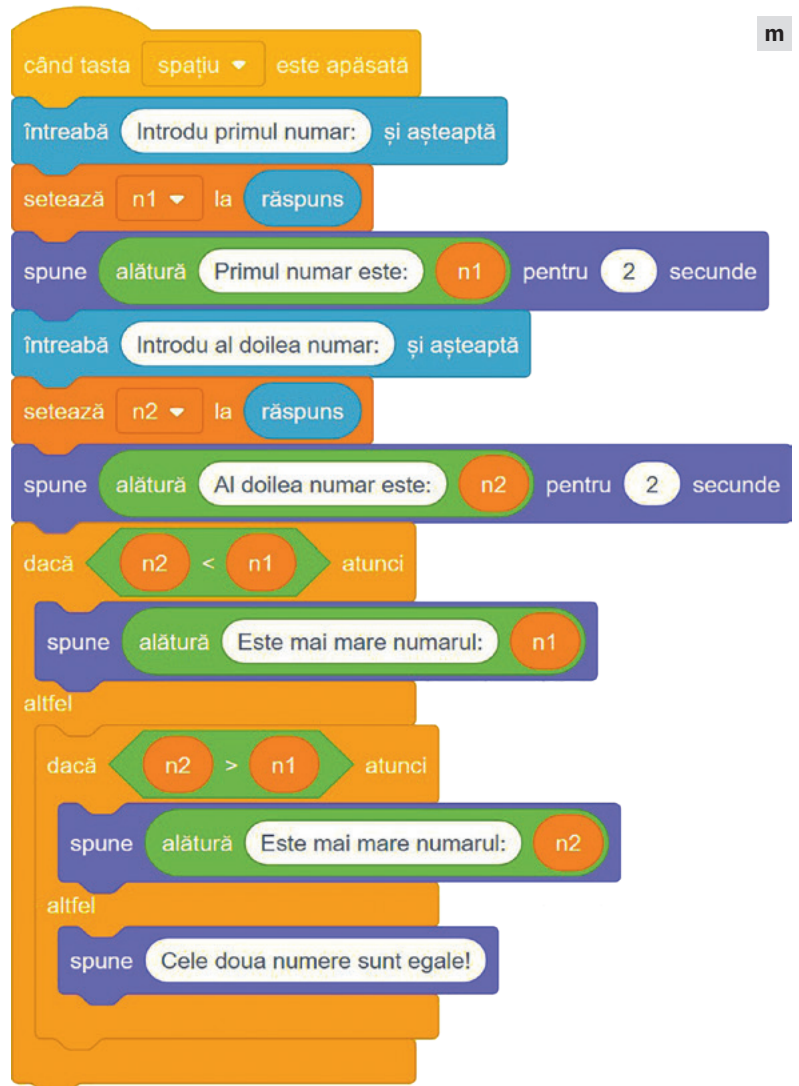 m
când tasta spațiu este apăsată
întreabă Introdu primul numar: și așteaptă
setează n1 la răspuns
spune alătură Primul numar este: n1 pentru 2 secunde
întreabă Introdu al doilea numar: și așteaptă
setează n2 la răspuns
spune alătură Al doilea numar este: n2 pentru 2 secunde
dacă n2 < n1 atunci
spune alătură Este mai mare numarul: n1
altfel
dacă n2 > n1 atunci
spune alătură Este mai mare numarul: n2
altfel
spune Cele doua numere sunt egale!